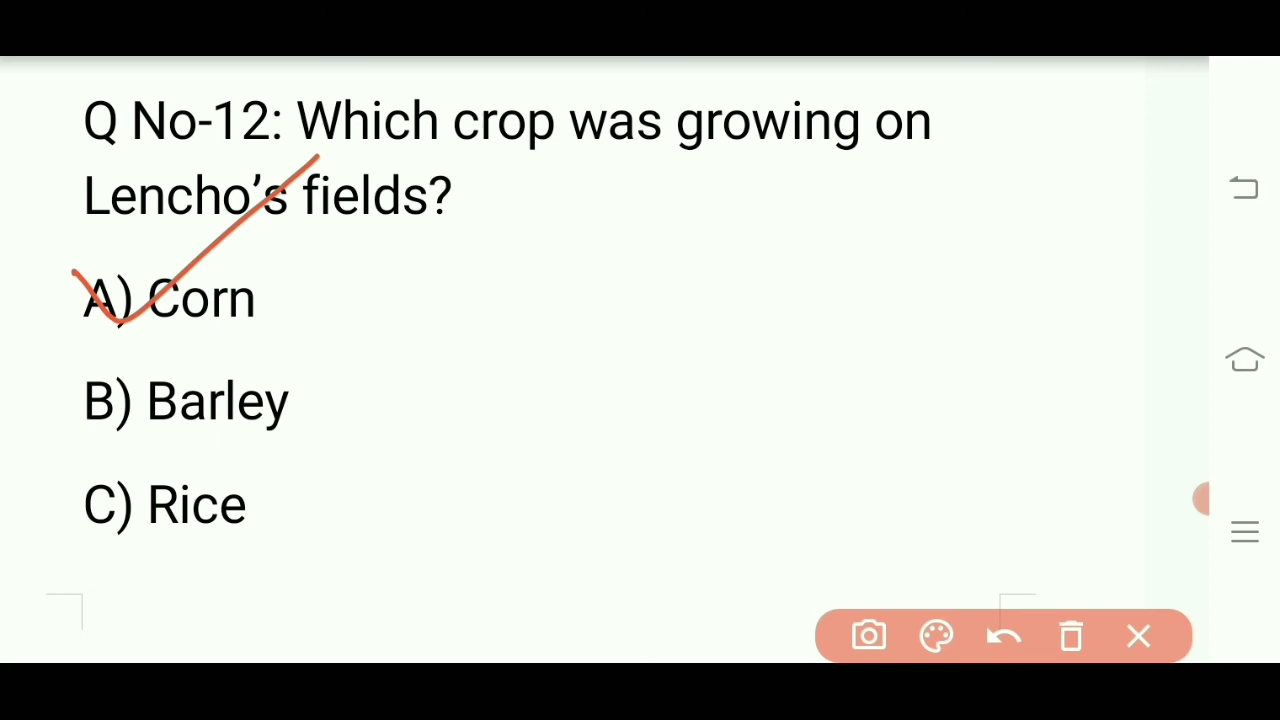 Q No-12: Which crop was growing on
Lencho’s fields?
A) Corn
B) Barley
C) Rice